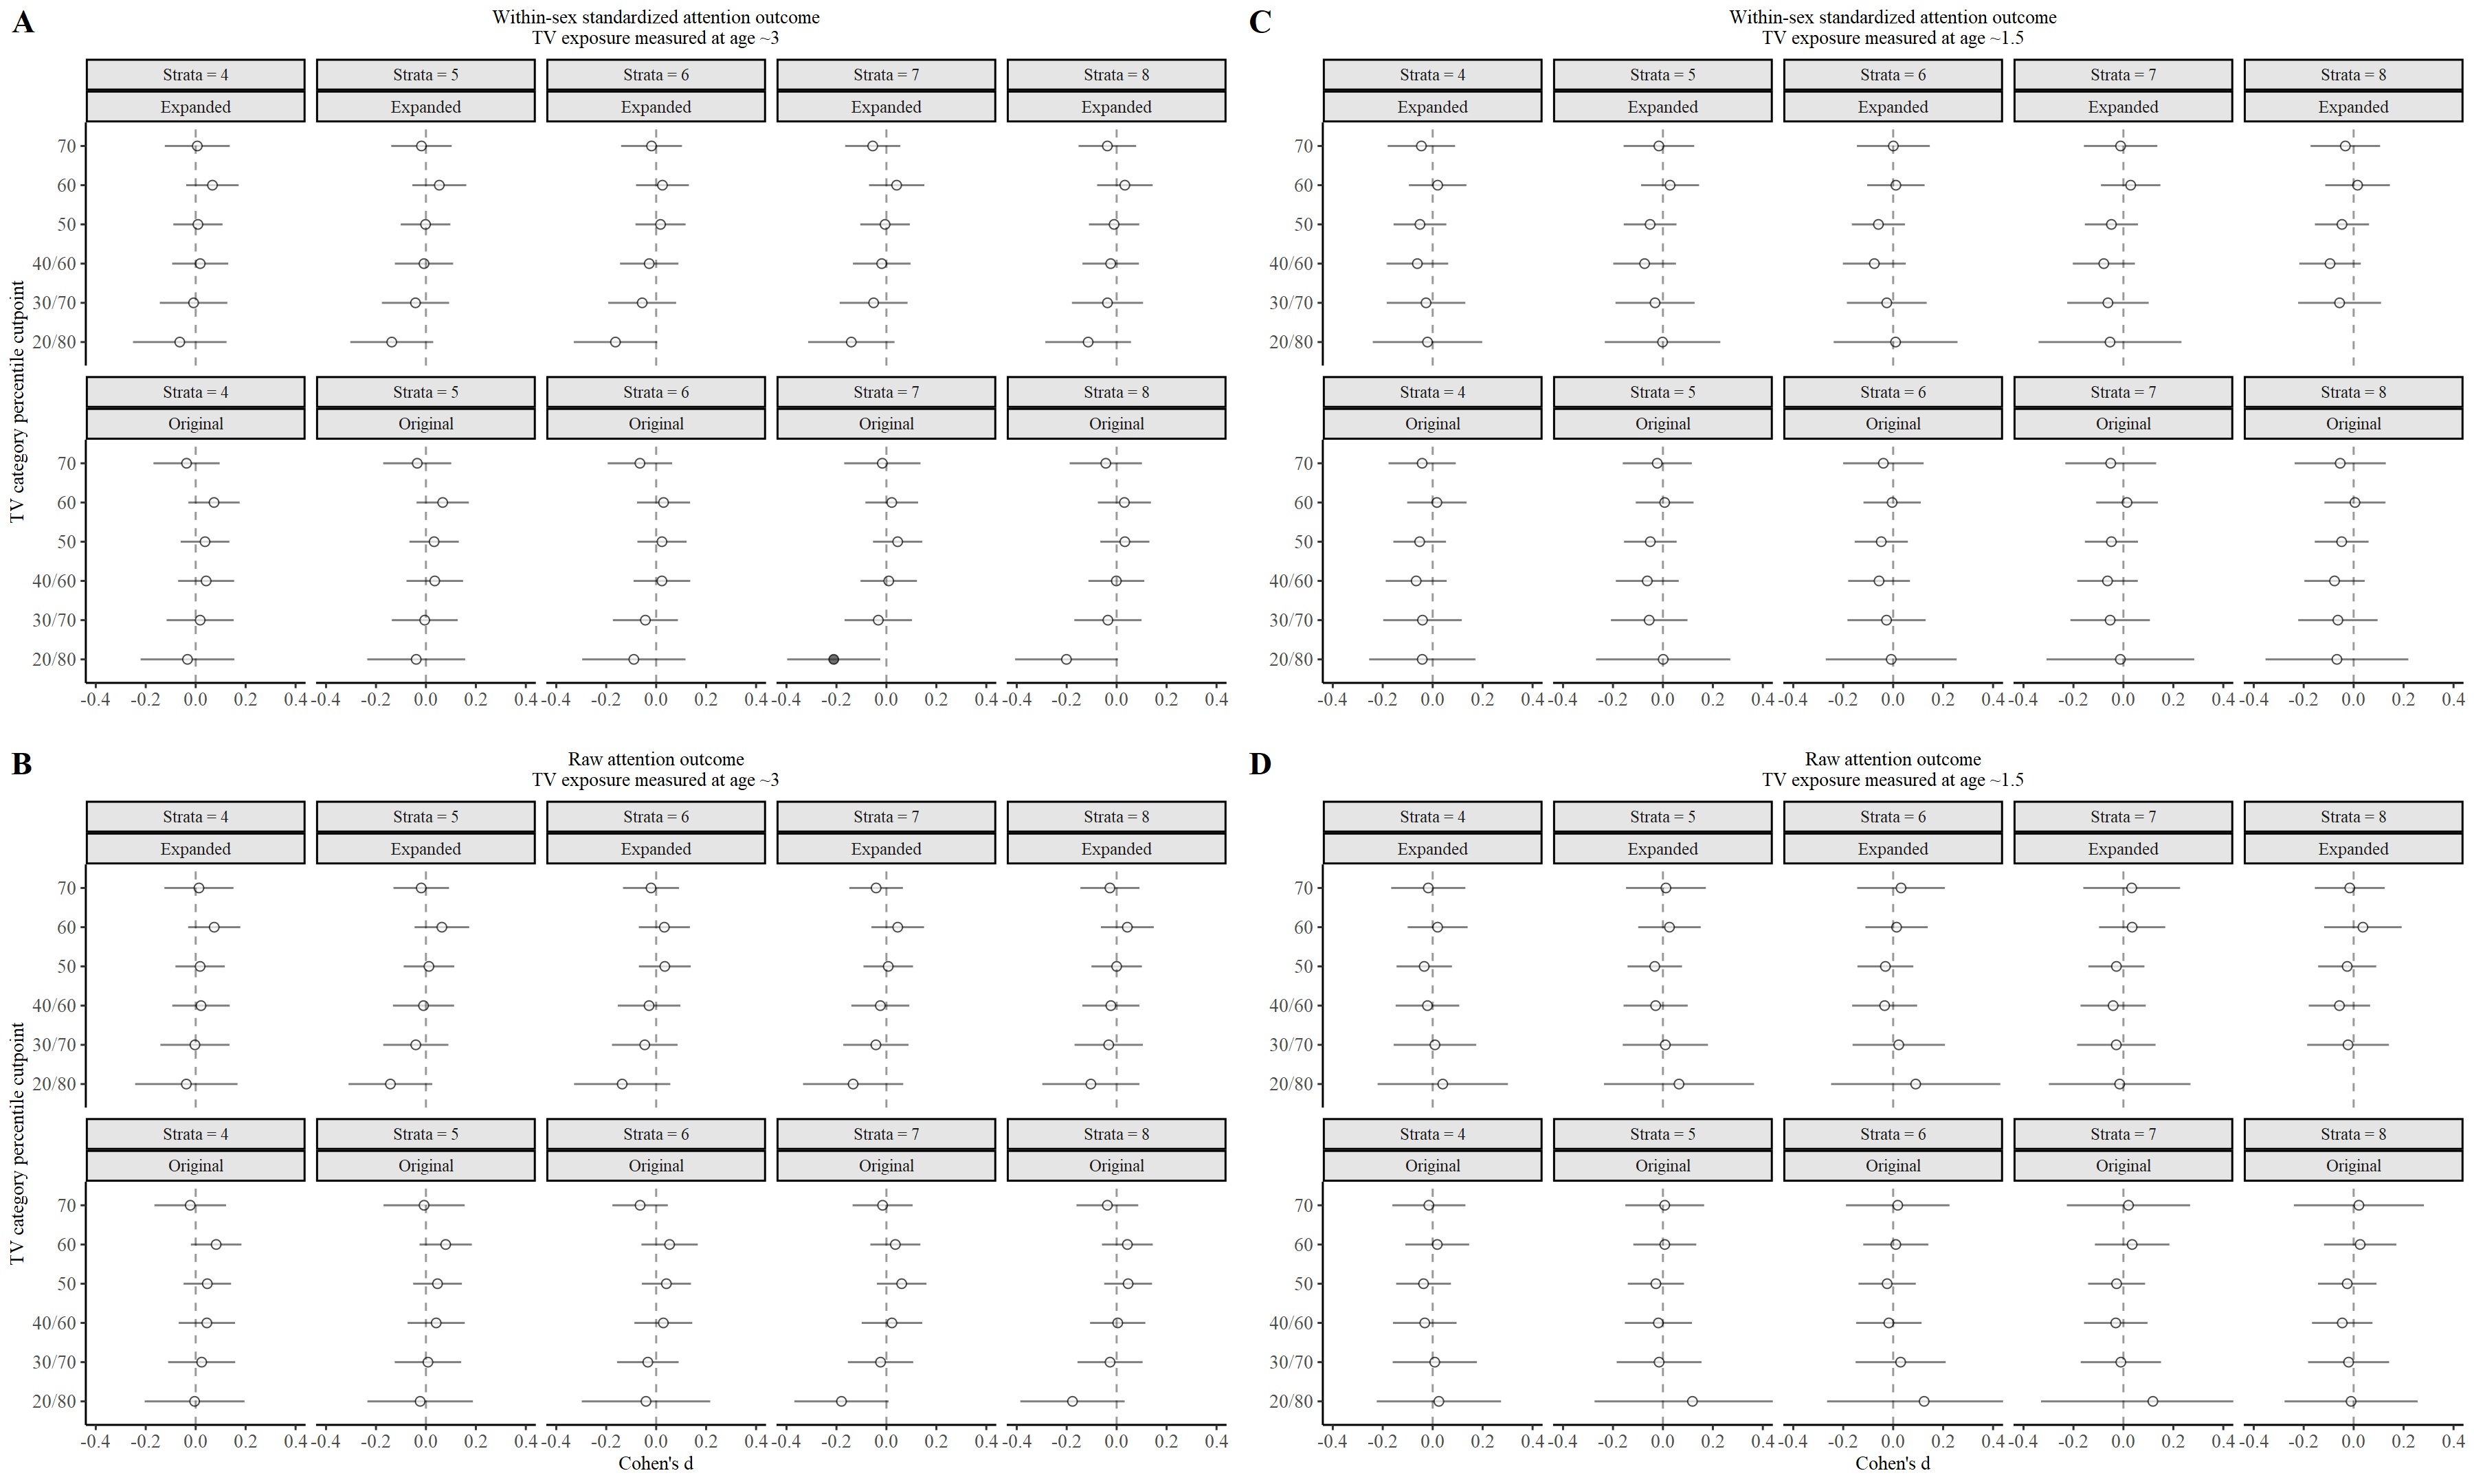 A
Within-sex standardized attention outcome
TV exposure measured at age ~3
Strata = 4 Strata = 5 Strata = 6 Strata = 7 Strata = 8
Expanded Expanded Expanded Expanded Expanded
70
60
50
40/60
30/70
20/80
Strata = 4 Strata = 5 Strata = 6 Strata = 7 Strata = 8
Original Original Original Original Original
70
60
50
40/60
30/70
20/80
TV category percentile cutpoint
-0.4 -0.2 0.0 0.2 0.4 -0.4 -0.2 0.0 0.2 0.4 -0.4 -0.2 0.0 0.2 0.4 -0.4 -0.2 0.0 0.2 0.4 -0.4 -0.2 0.0 0.2 0.4
B
Raw attention outcome
TV exposure measured at age ~3
Strata = 4 Strata = 5 Strata = 6 Strata = 7 Strata = 8
Expanded Expanded Expanded Expanded Expanded
70
60
50
40/60
30/70
20/80
Strata = 4 Strata = 5 Strata = 6 Strata = 7 Strata = 8
Original Original Original Original Original
70
60
50
40/60
30/70
20/80
TV category percentile cutpoint
-0.4 -0.2 0.0 0.2 0.4 -0.4 -0.2 0.0 0.2 0.4 -0.4 -0.2 0.0 0.2 0.4 -0.4 -0.2 0.0 0.2 0.4 -0.4 -0.2 0.0 0.2 0.4
Cohen's d
C
Within-sex standardized attention outcome
TV exposure measured at age ~1.5
Strata = 4 Strata = 5 Strata = 6 Strata = 7 Strata = 8
Expanded Expanded Expanded Expanded Expanded
70
60
50
40/60
30/70
20/80
Strata = 4 Strata = 5 Strata = 6 Strata = 7 Strata = 8
Original Original Original Original Original
70
60
50
40/60
30/70
20/80
-0.4 -0.2 0.0 0.2 0.4 -0.4 -0.2 0.0 0.2 0.4 -0.4 -0.2 0.0 0.2 0.4 -0.4 -0.2 0.0 0.2 0.4 -0.4 -0.2 0.0 0.2 0.4
D
Raw attention outcome
TV exposure measured at age ~1.5
Strata = 4 Strata = 5 Strata = 6 Strata = 7 Strata = 8
Expanded Expanded Expanded Expanded Expanded
70
60
50
40/60
30/70
20/80
Strata = 4 Strata = 5 Strata = 6 Strata = 7 Strata = 8
Original Original Original Original Original
70
60
50
40/60
30/70
20/80
-0.4 -0.2 0.0 0.2 0.4 -0.4 -0.2 0.0 0.2 0.4 -0.4 -0.2 0.0 0.2 0.4 -0.4 -0.2 0.0 0.2 0.4 -0.4 -0.2 0.0 0.2 0.4
Cohen's d